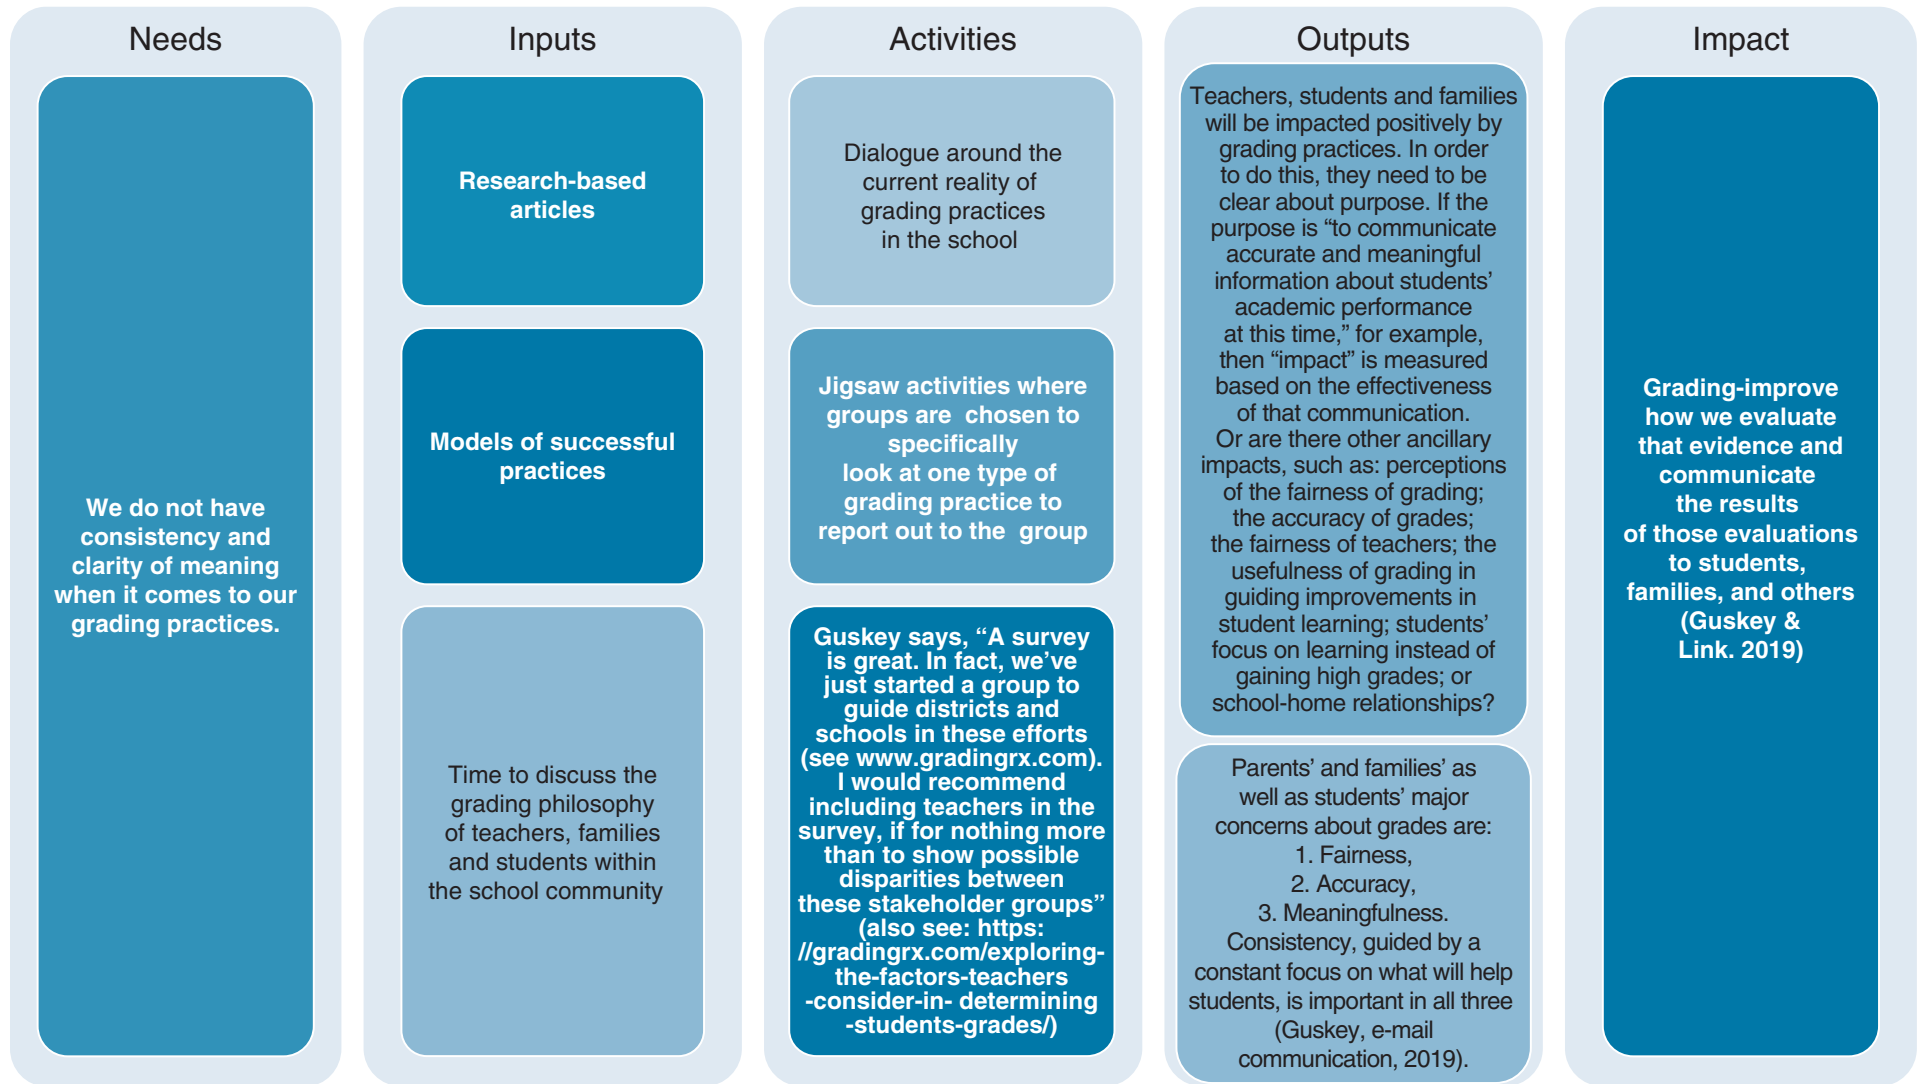 Needs
We do not have
consistency and
clarity of meaning
when it comes to our
grading practices.
Inputs
Research-based
articles
Models of successful
practices
Time to discuss the
grading philosophy
of teachers, families
and students within
the school community
Activities
Dialogue around the
current reality of
grading practices
in the school
Jigsaw activities where
groups are chosen to
specifically
look at one type of
grading practice to
report out to the group
Guskey says, “A survey
is great. In fact, we’ve
just started a group to
guide districts and
schools in these efforts
(see www.gradingrx.com).
I would recommend
including teachers in the
survey, if for nothing more
than to show possible
disparities between
these stakeholder groups”
(also see: https:
//gradingrx.com/exploring-
the-factors-teachers
-consider-in- determining
-students-grades/)
Outputs
Teachers, students and families
will be impacted positively by
grading practices. In order
to do this, they need to be
clear about purpose. If the
purpose is “to communicate
accurate and meaningful
information about students’
academic performance
at this time,” for example,
then “impact” is measured
based on the effectiveness
of that communication.
Or are there other ancillary
impacts, such as: perceptions
of the fairness of grading;
the accuracy of grades;
the fairness of teachers; the
usefulness of grading in
guiding improvements in
student learning; students’
focus on learning instead of
gaining high grades; or
school-home relationships?
Parents’ and families’ as
well as students’ major
concerns about grades are:
1. Fairness,
2. Accuracy,
3. Meaningfulness.
Consistency, guided by a
constant focus on what will help
students, is important in all three
(Guskey, e-mail
communication, 2019).
Impact
Grading-improve
how we evaluate
that evidence and
communicate
the results
of those evaluations
to students,
families, and others
(Guskey &
Link. 2019)